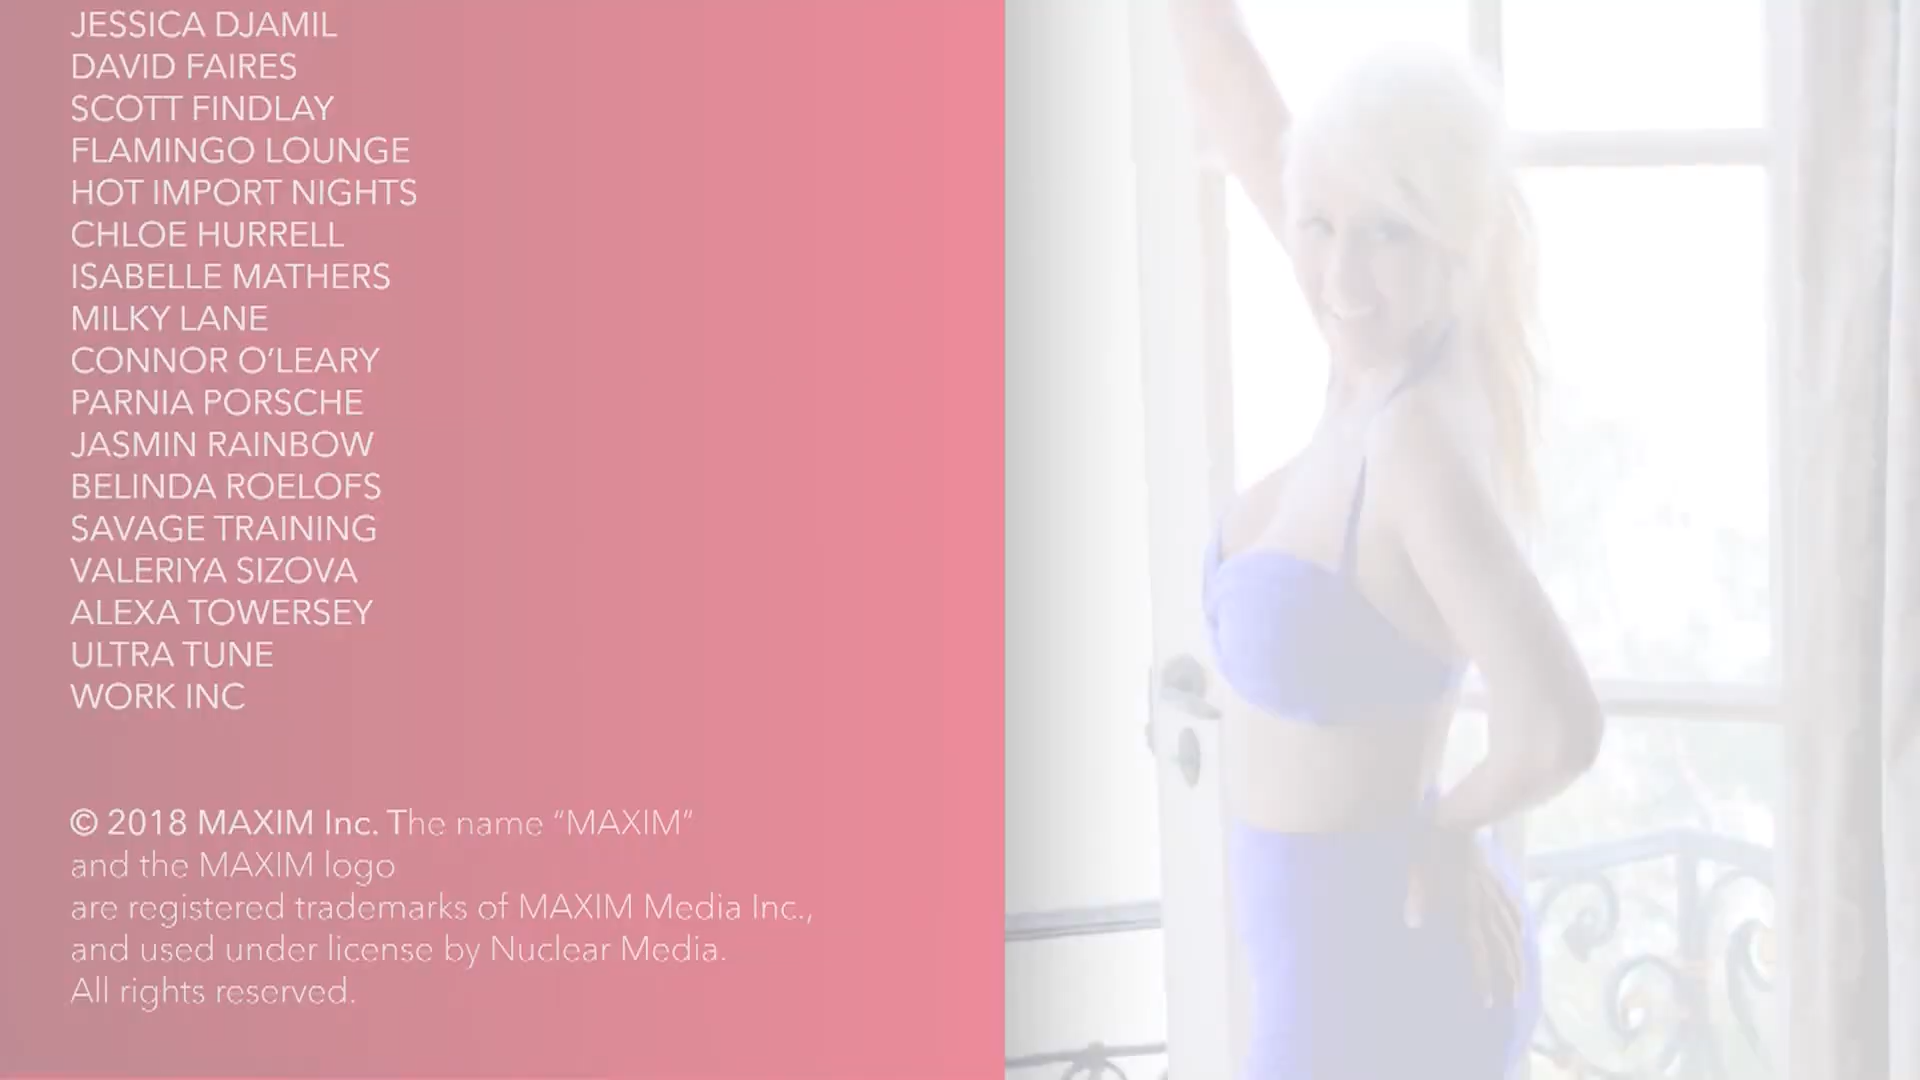 JESSICA DJAMIL
DAVID FAIRES
SCOTT FINDLAY
FLAMINGO LOUNGE
HOT IMPORT NIGHTS
CHLOE HURRELL
ISABELLE MATHERS
MILKY LANE
CONNOR O’LEARY
PARNIA PORSCHE
JASMIN RAINBOW
BELINDA ROELOFS
SAVAGE TRAINING
VALERIYA SIZOVA
ALEXA TOWERSEY
ULTRA TUNE
WORK INC
© 2018 MAXIM Inc. The name “MAXIM”
and the MAXIM logo
are registered trademarks of MAXIM Media Inc.,
and used under license by Nuclear Media.
All rights reserved.